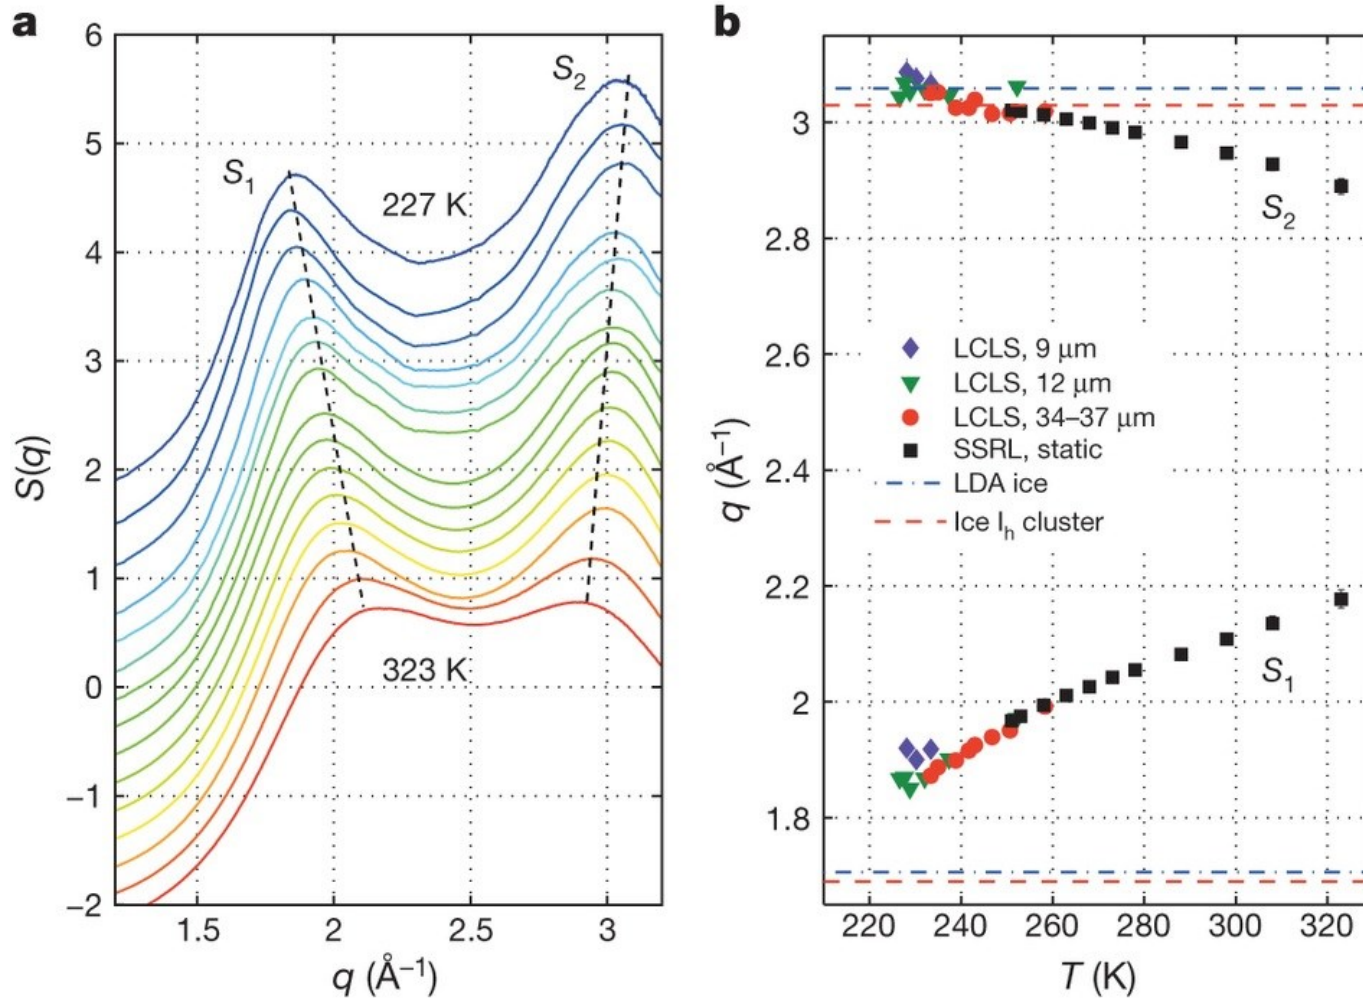 a
6
5
4
3
2
1
0
−1
−2
S(q)
S₁
S₂
227 K
323 K
1.5 2 2.5 3
q (Å⁻¹)
b
3
2.8
2.6
2.4
2.2
2
1.8
q (Å⁻¹)
S₂
LCLS, 9 μm
LCLS, 12 μm
LCLS, 34–37 μm
SSRL, static
LDA ice
Ice Iₕ cluster
S₁
220 240 260 280 300 320
T (K)